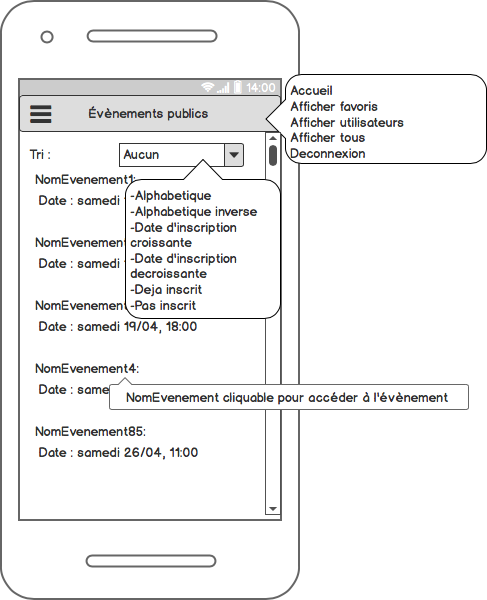 14:00
Évènements publics
Accueil
Afficher favoris
Afficher utilisateurs
Afficher tous
Deconnexion
Tri :
Aucun
-Alphabetique
-Alphabetique inverse
-Date d'inscription
croissante
-Date d'inscription
decroissante
-Deja inscrit
-Pas inscrit
NomEvenement1:
Date : samedi
NomEvenement
Date : samedi
NomEvenement
Date : samedi 19/04, 18:00
NomEvenement4:
Date : same
NomEvenement cliquable pour accéder à l'évènement
NomEvenement85:
Date : samedi 26/04, 11:00